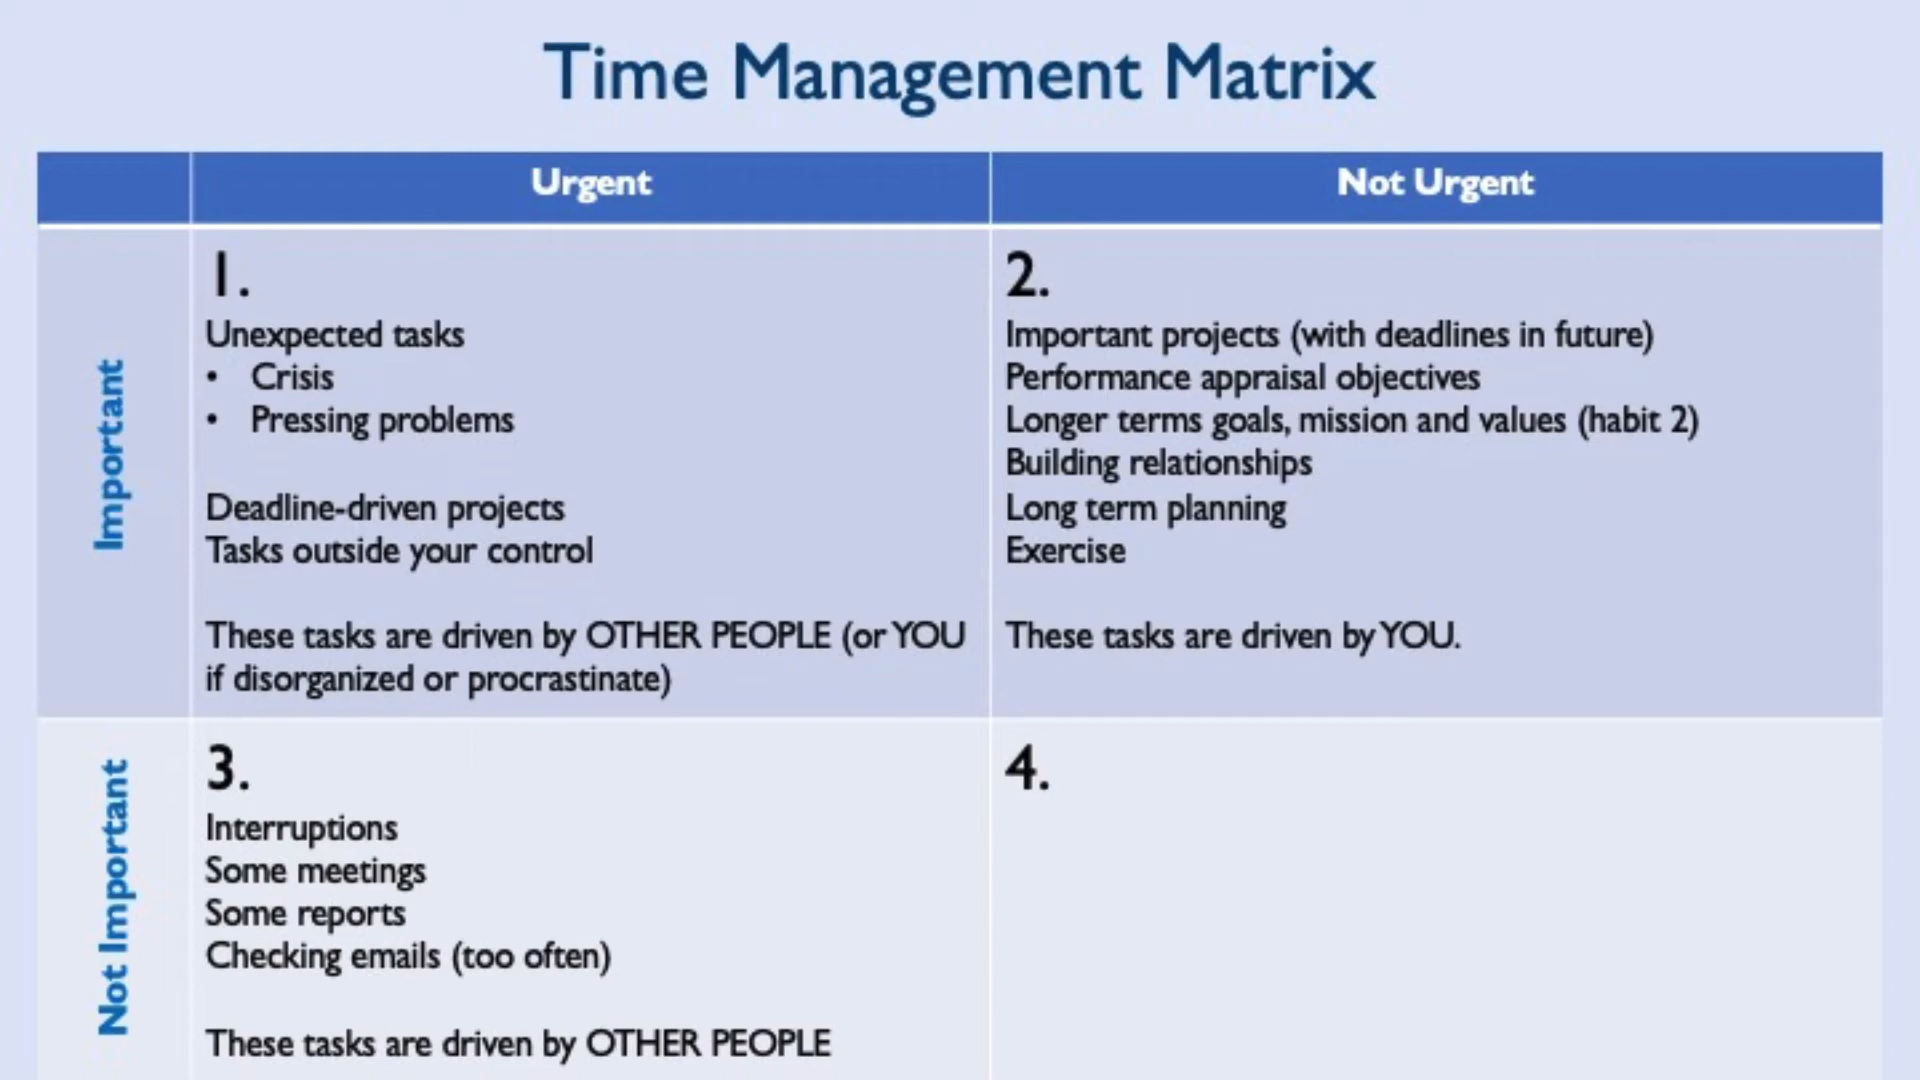 Time Management Matrix
Urgent
Not Urgent
Important
1.
Unexpected tasks
• Crisis
• Pressing problems
Deadline-driven projects
Tasks outside your control
These tasks are driven by OTHER PEOPLE (or YOU
if disorganized or procrastinate)
2.
Important projects (with deadlines in future)
Performance appraisal objectives
Longer terms goals, mission and values (habit 2)
Building relationships
Long term planning
Exercise
These tasks are driven by YOU.
Not Important
3.
Interruptions
Some meetings
Some reports
Checking emails (too often)
These tasks are driven by OTHER PEOPLE
4.